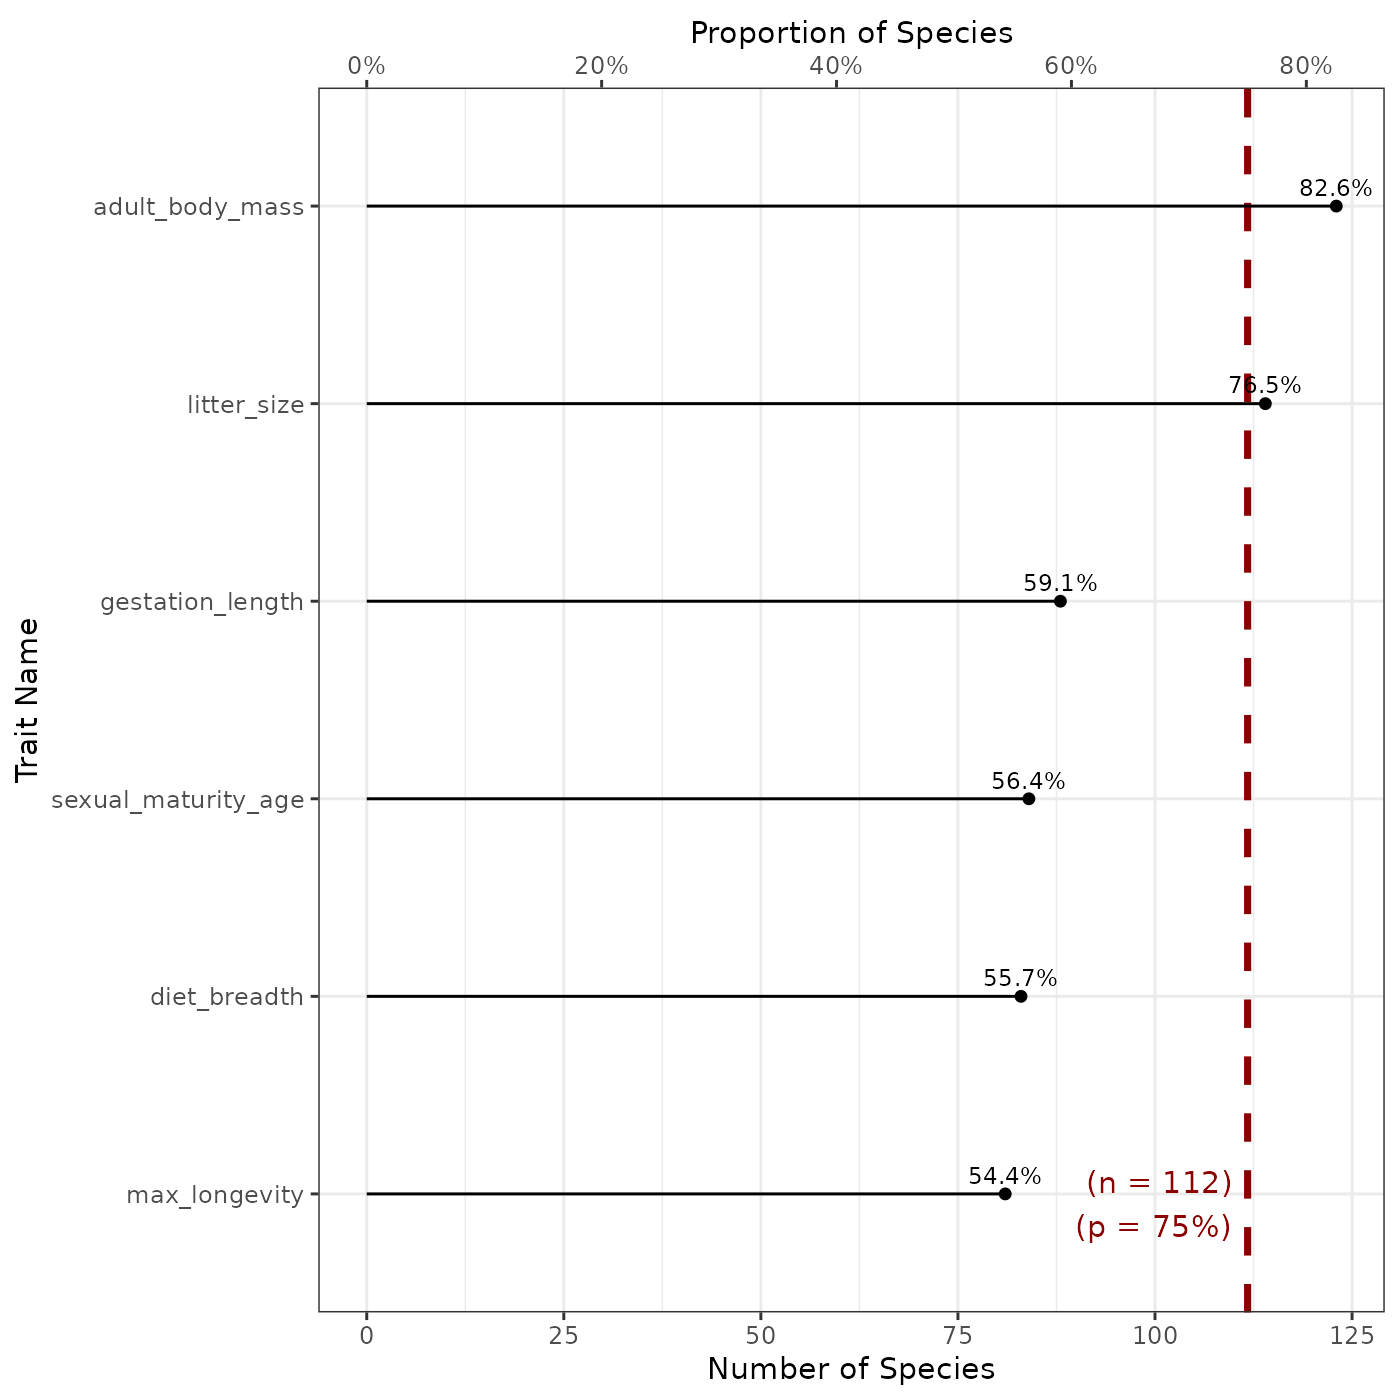 Proportion of Species
0% 20% 40% 60% 80%
adult_body_mass 82.6%
litter_size 76.5%
gestation_length 59.1%
sexual_maturity_age 56.4%
diet_breadth 55.7%
max_longevity 54.4%
(n = 112)
(p = 75%)
0 25 50 75 100 125
Number of Species
Trait Name